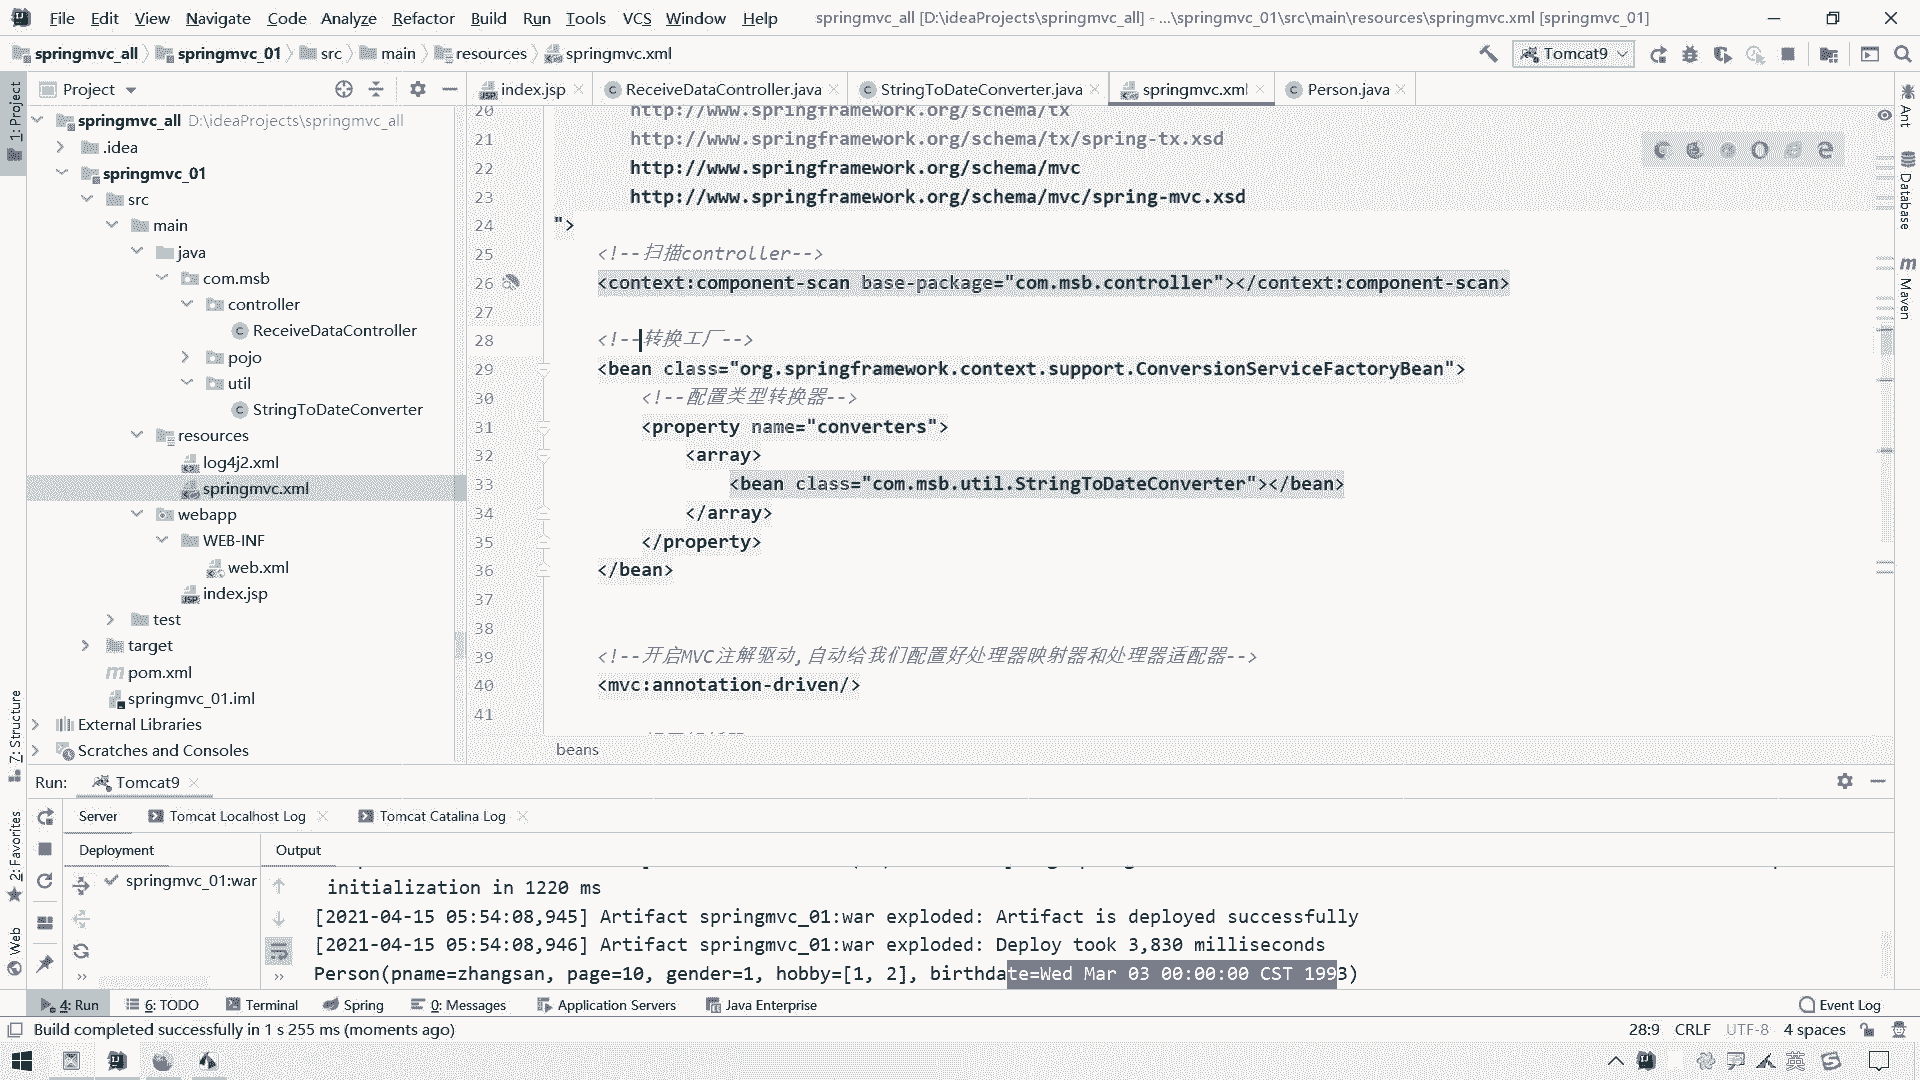 File Edit View Navigate Code Analyze Refactor Build Run Tools VCS Window Help springmvc_all [D:\ideaProjects\springmvc_all] - ...\springmvc_01\src\main\resources\springmvc.xml [springmvc_01]
springmvc_all springmvc_01 src main resources springmvc.xml Tomcat9
Project index.jsp ReceiveDataController.java StringToDateConverter.java springmvc.xml Person.java
1: Project
springmvc_all D:\ideaProjects\springmvc_all
.idea
springmvc_01
src
main
java
com.msb
controller
ReceiveDataController
pojo
util
StringToDateConverter
resources
log4j2.xml
springmvc.xml
webapp
WEB-INF
web.xml
index.jsp
test
target
pom.xml
springmvc_01.iml
External Libraries
Scratches and Consoles
20 http://www.springframework.org/schema/tx
21 http://www.springframework.org/schema/tx/spring-tx.xsd
22 http://www.springframework.org/schema/mvc
23 http://www.springframework.org/schema/mvc/spring-mvc.xsd
24 ">
25 <!--扫描controller-->
26 <context:component-scan base-package="com.msb.controller"></context:component-scan>
27
28 <!--转换工厂-->
29 <bean class="org.springframework.context.support.ConversionServiceFactoryBean">
30 <!--配置类型转换器-->
31 <property name="converters">
32 <array>
33 <bean class="com.msb.util.StringToDateConverter"></bean>
34 </array>
35 </property>
36 </bean>
37
38
39 <!--开启MVC注解驱动,自动给我们配置好处理器映射器和处理器适配器-->
40 <mvc:annotation-driven/>
41
beans
Ant
Database
Maven
7: Structure
2: Favorites
Web
Run: Tomcat9
Server Tomcat Localhost Log Tomcat Catalina Log
Deployment Output
springmvc_01:war
initialization in 1220 ms
[2021-04-15 05:54:08,945] Artifact springmvc_01:war exploded: Artifact is deployed successfully
[2021-04-15 05:54:08,946] Artifact springmvc_01:war exploded: Deploy took 3,830 milliseconds
Person(pname=zhangsan, page=10, gender=1, hobby=[1, 2], birthdate=Wed Mar 03 00:00:00 CST 1993)
4: Run 6: TODO Terminal Spring 0: Messages Application Servers Java Enterprise Event Log
Build completed successfully in 1 s 255 ms (moments ago) 28:9 CRLF UTF-8 4 spaces
英